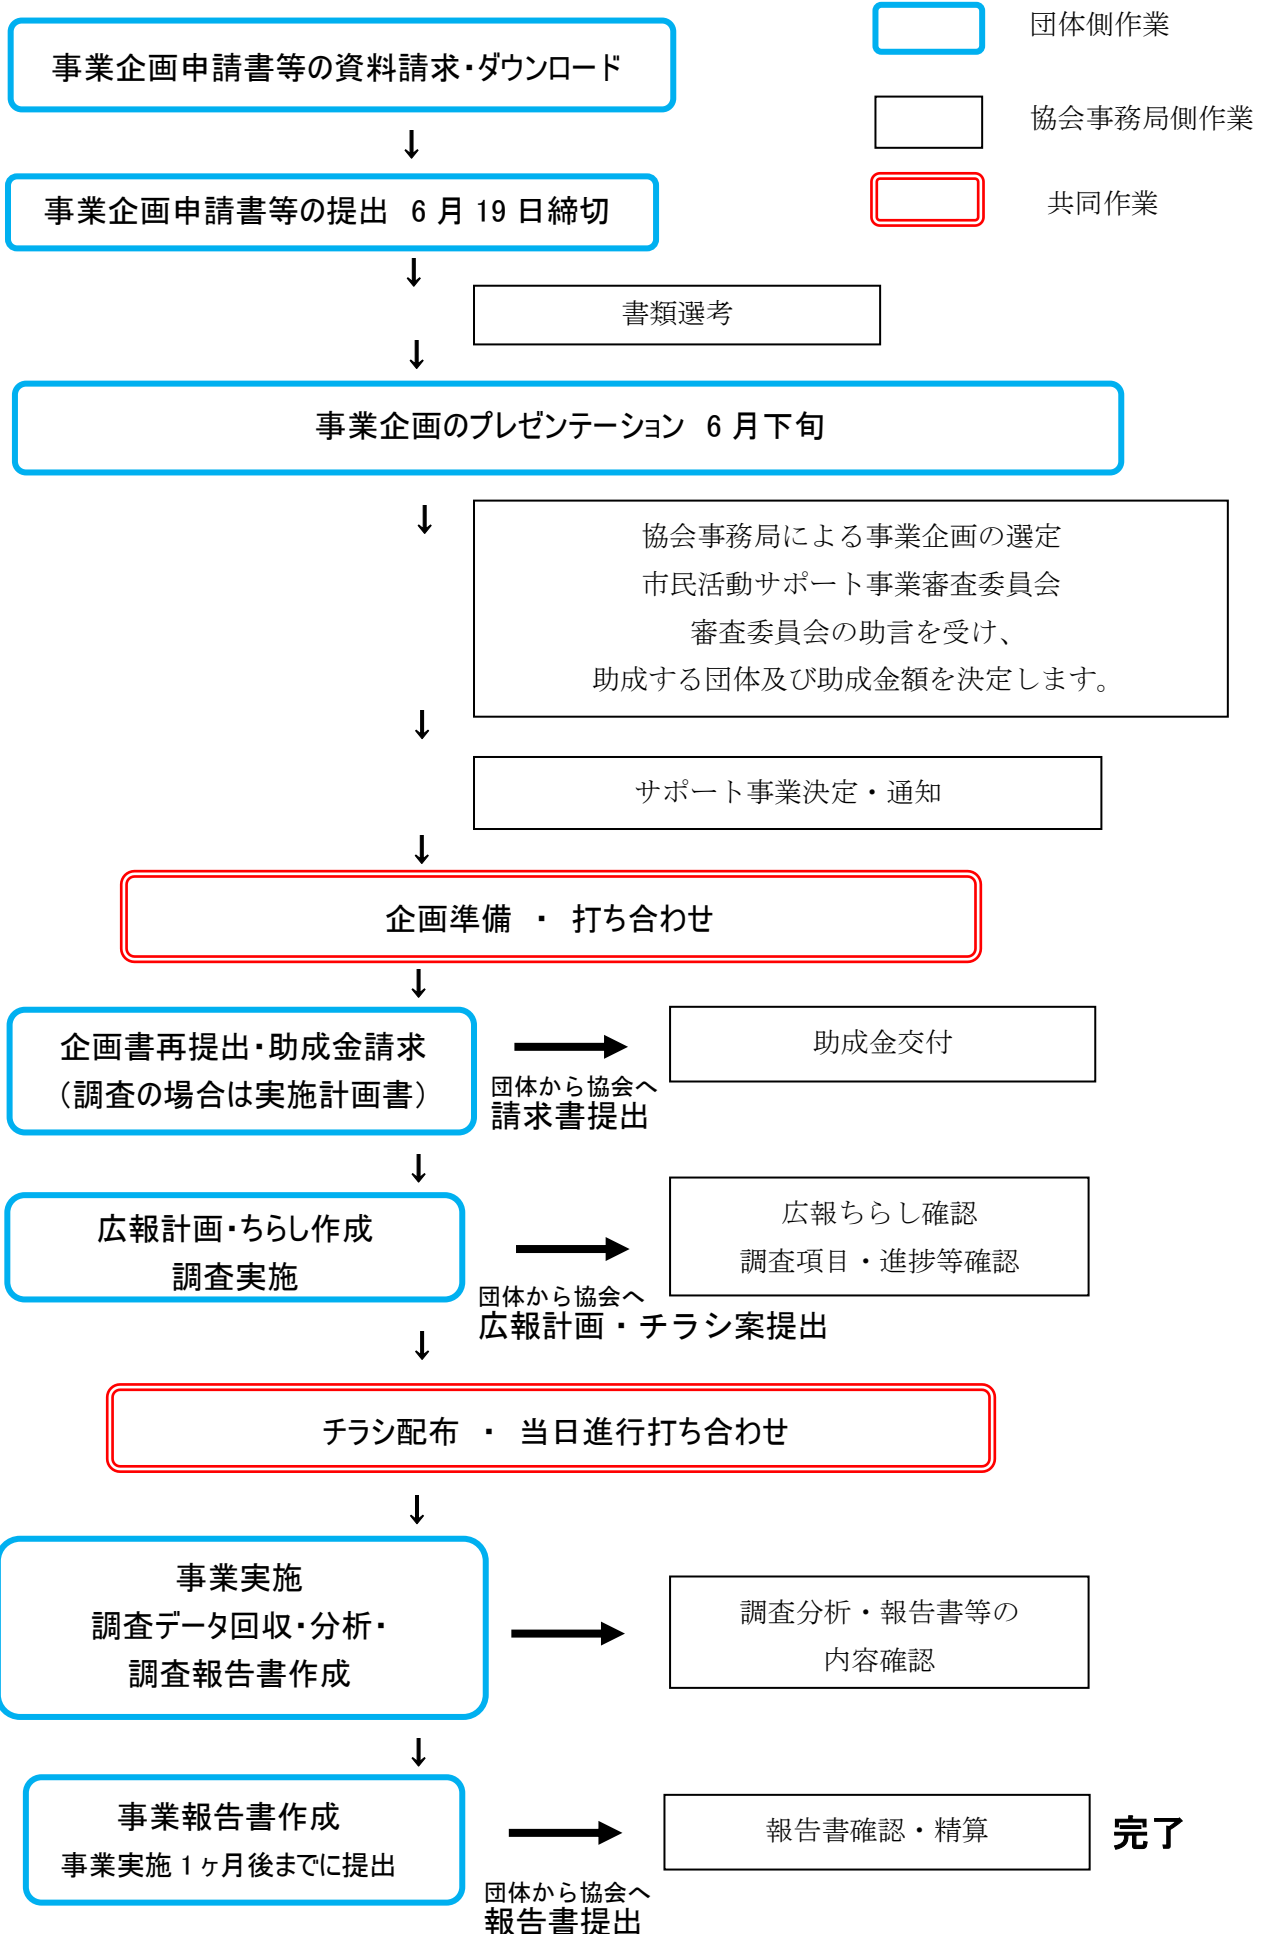 団体側作業
事業企画申請書等の資料請求・ダウンロード
協会事務局側作業
共同作業
事業企画申請書等の提出 6月19日締切
書類選考
事業企画のプレゼンテーション 6月下旬
協会事務局による事業企画の選定
市民活動サポート事業審査委員会
審査委員会の助言を受け、
助成する団体及び助成金額を決定します。
サポート事業決定・通知
企画準備 ・ 打ち合わせ
企画書再提出・助成金請求
（調査の場合は実施計画書）
団体から協会へ
請求書提出
助成金交付
広報計画・ちらし作成
調査実施
団体から協会へ
広報計画・チラシ案提出
広報ちらし確認
調査項目・進捗等確認
チラシ配布 ・ 当日進行打ち合わせ
事業実施
調査データ回収・分析・
調査報告書作成
調査分析・報告書等の
内容確認
事業報告書作成
事業実施1ヶ月後までに提出
団体から協会へ
報告書提出
報告書確認・精算
完了